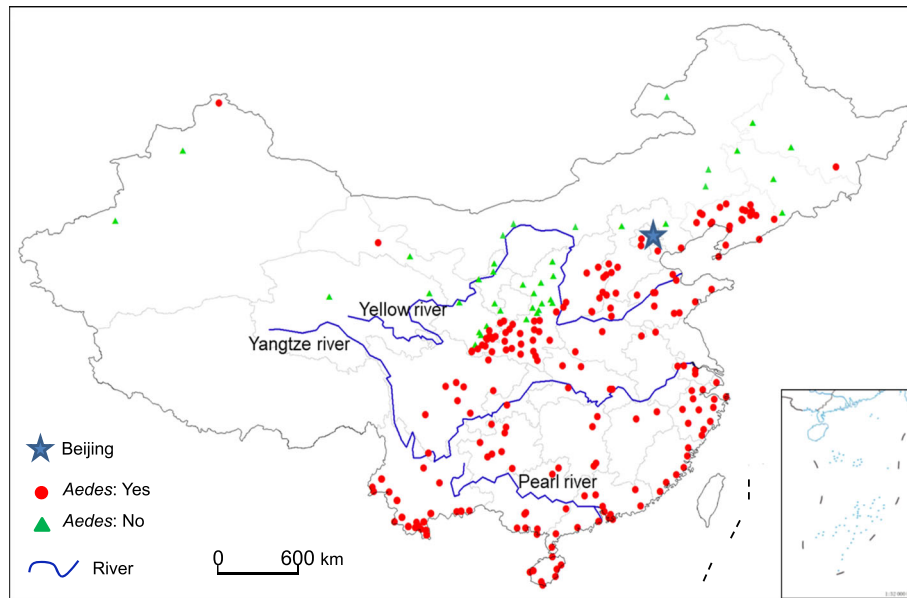 Yellow river
Yangtze river
Pearl river
Beijing
Aedes: Yes
Aedes: No
River
0 600 km